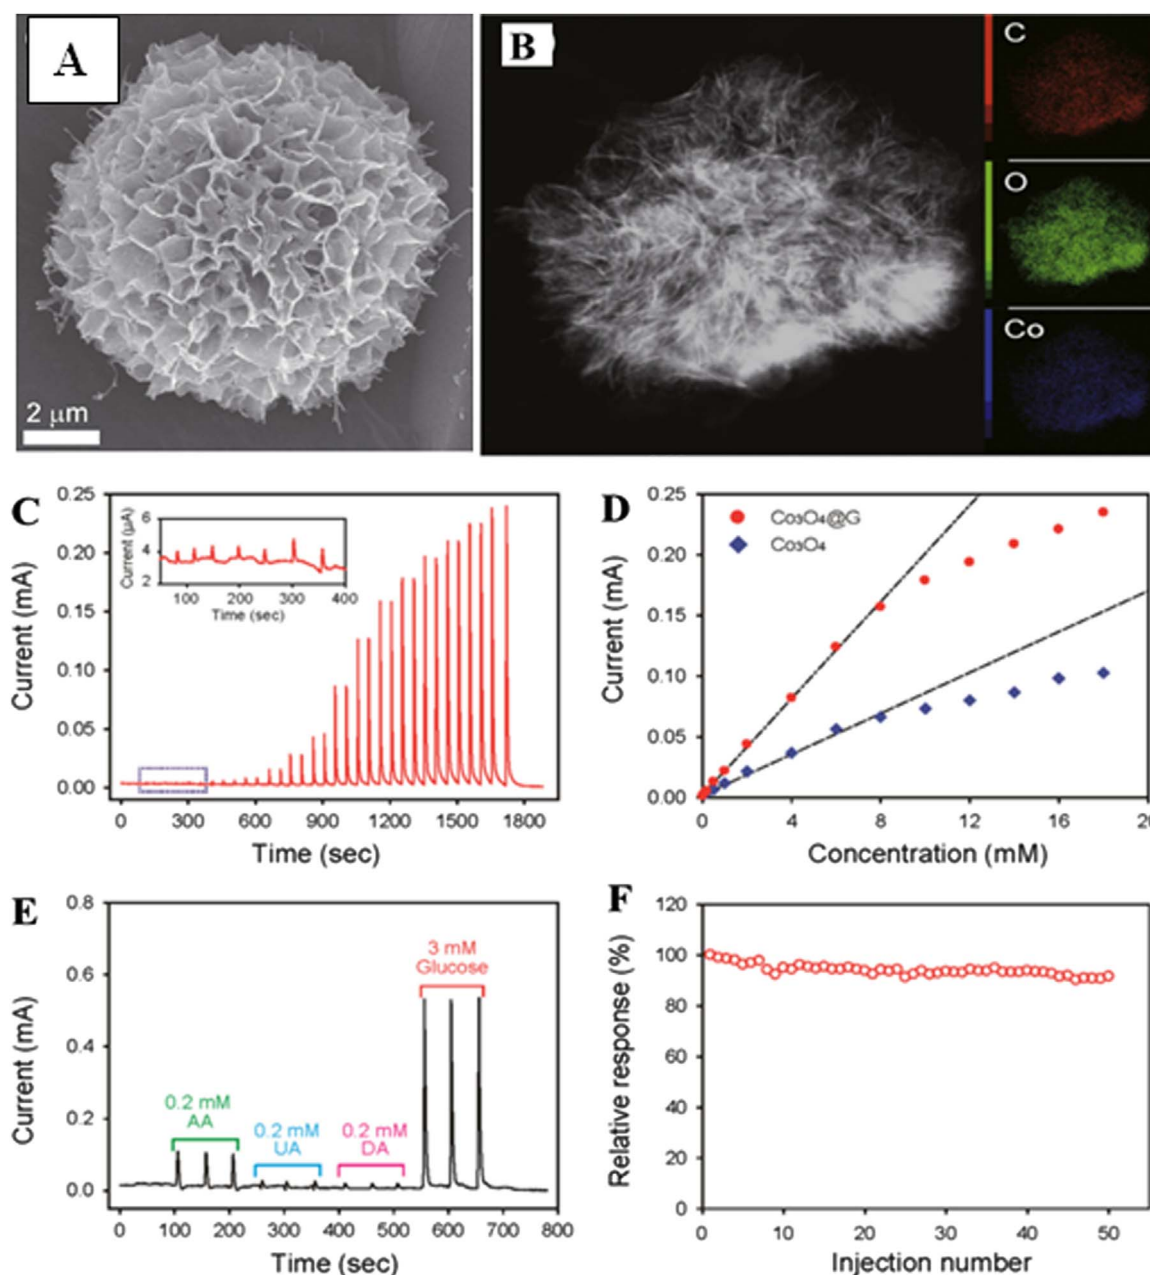 A
2 μm
B
C
O
Co
C
0.25
0.20
0.15
0.10
0.05
0.00
Current (mA)
6
4
2
Current (μA)
100 200 300 400
Time (sec)
0 300 600 900 1200 1500 1800
Time (sec)
D
0.25
0.20
0.15
0.10
0.05
0.00
Current (mA)
Co₃O₄@G
Co₃O₄
0 4 8 12 16 20
Concentration (mM)
E
0.8
0.6
0.4
0.2
0.0
Current (mA)
0.2 mM
AA
0.2 mM
UA
0.2 mM
DA
3 mM
Glucose
0 100 200 300 400 500 600 700 800
Time (sec)
F
120
100
80
60
40
20
0
Relative response (%)
0 10 20 30 40 50
Injection number